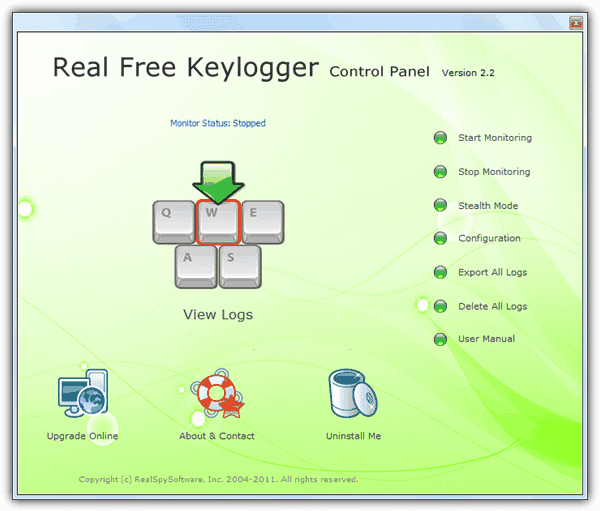 Real Free Keylogger Control Panel Version 2.2
Monitor Status: Stopped
Start Monitoring
Stop Monitoring
Stealth Mode
Configuration
Export All Logs
Delete All Logs
User Manual
Q W E
A S
View Logs
Upgrade Online
About & Contact
Uninstall Me
Copyright (c) RealSpySoftware. Inc. 2004-2011. All rights reserved.